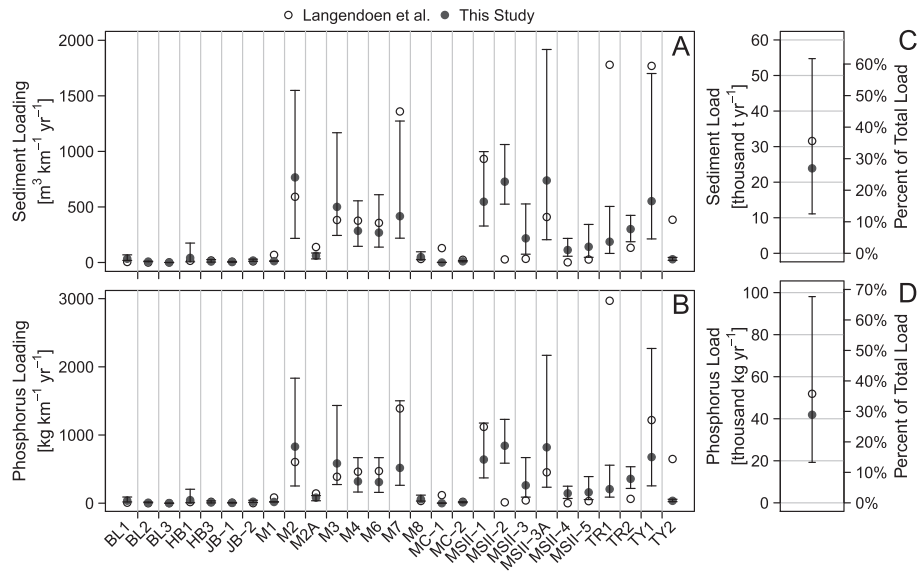 Langendoen et al. This Study
A
Sediment Loading
[m³ km⁻¹ yr⁻¹]
2000
1500
1000
500
0
B
Phosphorus Loading
[kg km⁻¹ yr⁻¹]
3000
2000
1000
0
BL1 BL2 BL3 HB1 HB3 JB−1 JB−2 M1 M2 M2A M3 M4 M6 M7 M8 MC−1 MC−2 MSII−1 MSII−2 MSII−3 MSII−3A MSII−4 MSII−5 TR1 TR2 TY1 TY2
C
Sediment Load
[thousand t yr⁻¹]
60
50
40
30
20
10
0
60%
50%
40%
30%
20%
10%
0%
Percent of Total Load
D
Phosphorus Load
[thousand kg yr⁻¹]
100
80
60
40
20
0
70%
60%
50%
40%
30%
20%
10%
0%
Percent of Total Load